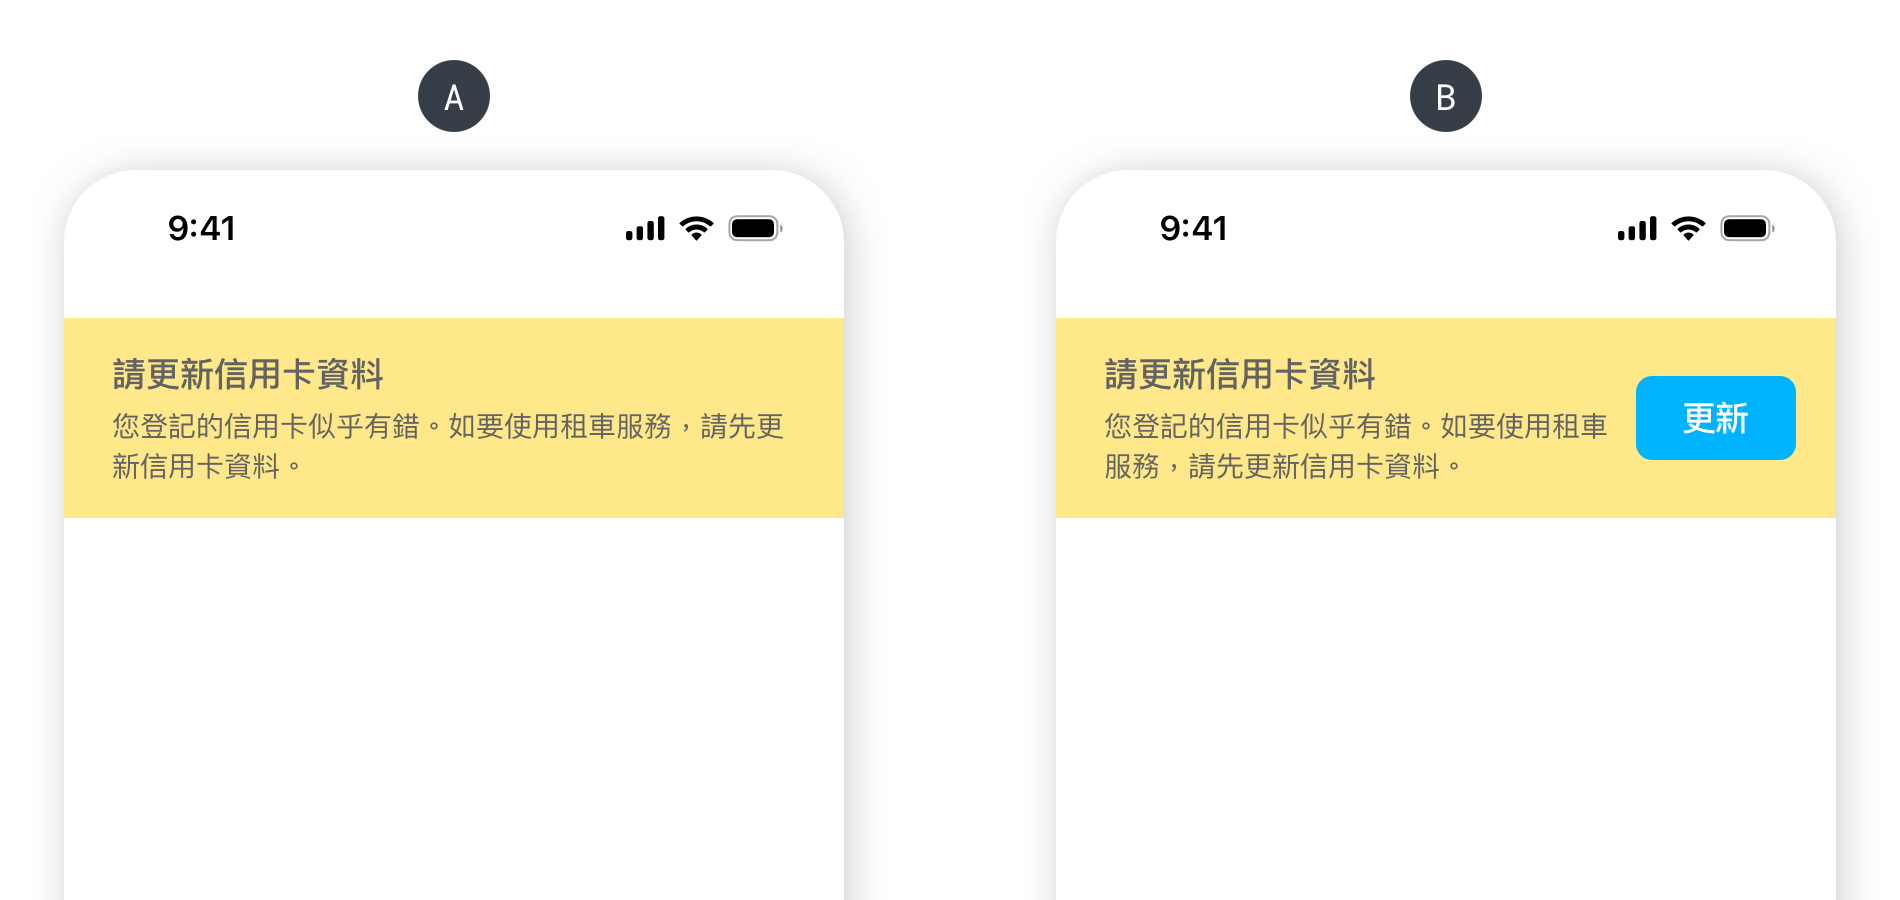 A
9:41
請更新信用卡資料
您登記的信用卡似乎有錯。如要使用租車服務，請先更
新信用卡資料。
B
9:41
請更新信用卡資料
您登記的信用卡似乎有錯。如要使用租車
服務，請先更新信用卡資料。
更新